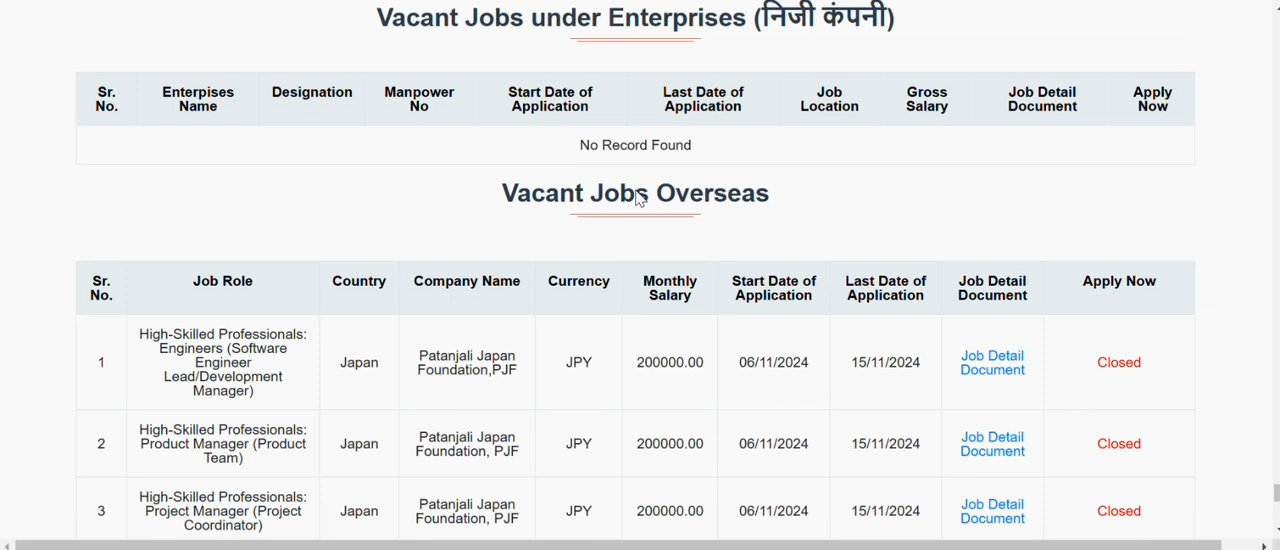 Vacant Jobs under Enterprises (निजी कंपनी)
Sr. No. Enterpises Name Designation Manpower No Start Date of Application Last Date of Application Job Location Gross Salary Job Detail Document Apply Now
No Record Found
Vacant Jobs Overseas
Sr. No. Job Role Country Company Name Currency Monthly Salary Start Date of Application Last Date of Application Job Detail Document Apply Now
1 High-Skilled Professionals: Engineers (Software Engineer Lead/Development Manager) Japan Patanjali Japan Foundation,PJF JPY 200000.00 06/11/2024 15/11/2024 Job Detail Document Closed
2 High-Skilled Professionals: Product Manager (Product Team) Japan Patanjali Japan Foundation, PJF JPY 200000.00 06/11/2024 15/11/2024 Job Detail Document Closed
3 High-Skilled Professionals: Project Manager (Project Coordinator) Japan Patanjali Japan Foundation, PJF JPY 200000.00 06/11/2024 15/11/2024 Job Detail Document Closed